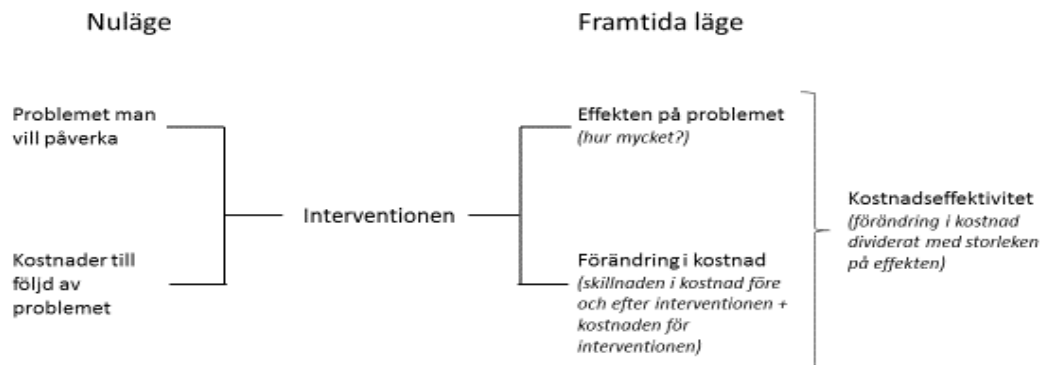 Nuläge
Framtida läge
Problemet man
vill påverka
Kostnader till
följd av
problemet
Interventionen
Effekten på problemet
(hur mycket?)
Förändring i kostnad
(skillnaden i kostnad före
och efter interventionen +
kostnaden för
interventionen)
Kostnadseffektivitet
(förändring i kostnad
dividerat med storleken
på effekten)